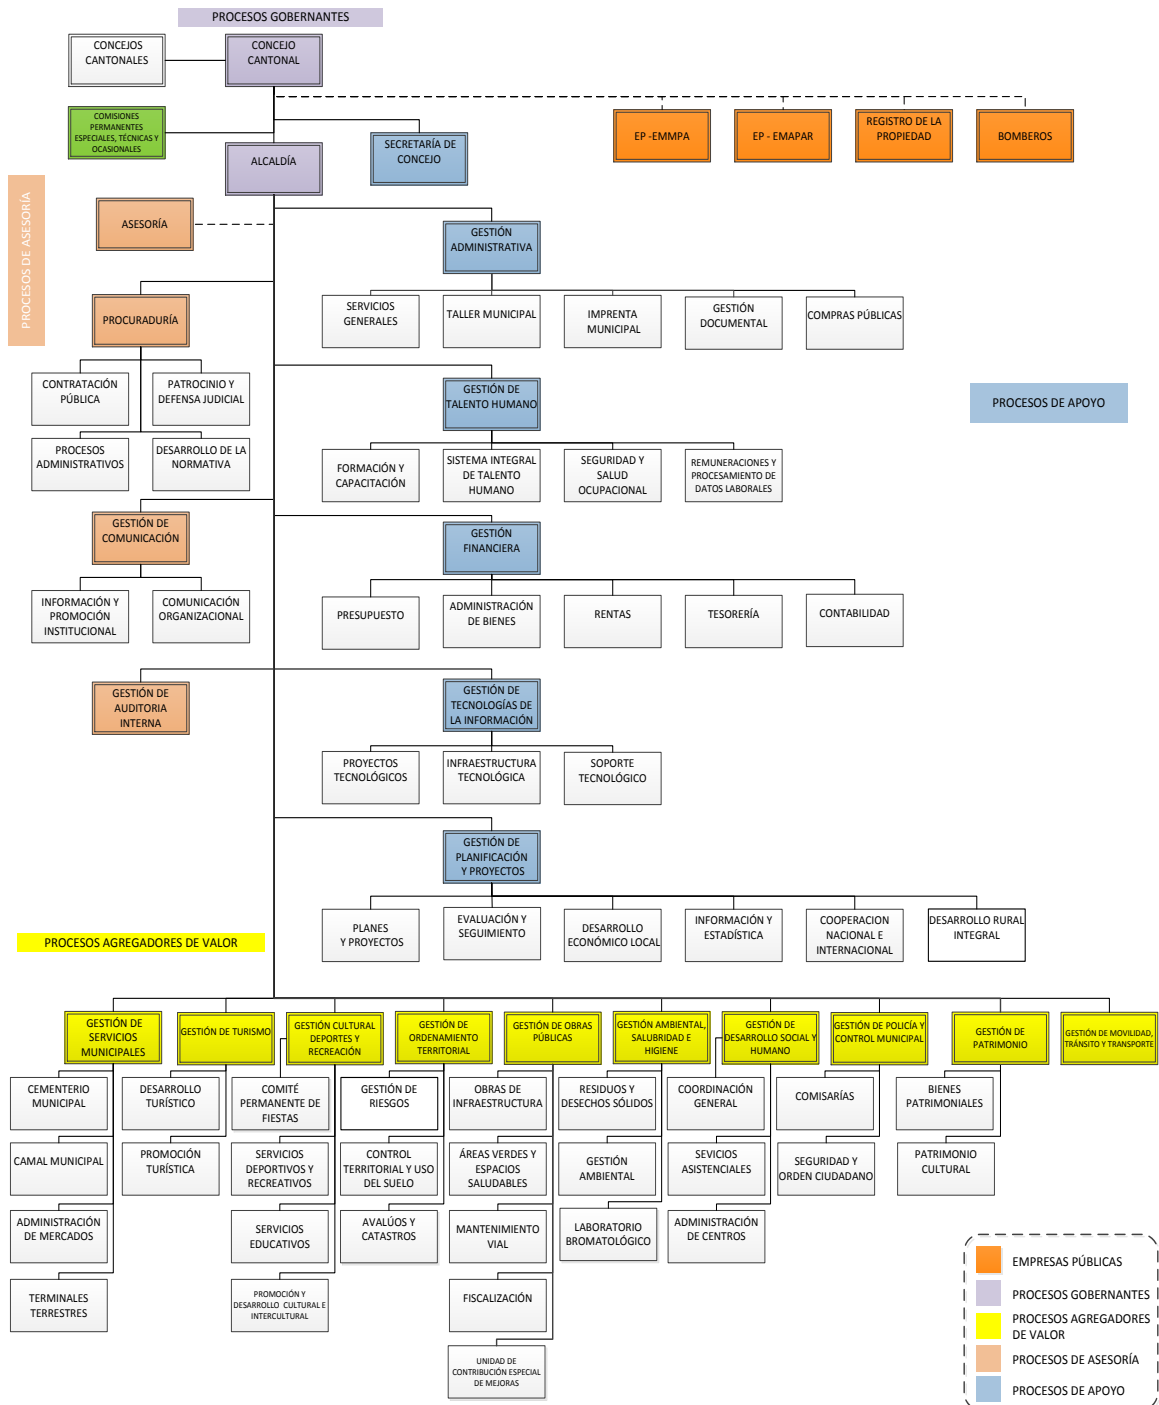 PROCESOS GOBERNANTES
CONCEJOS
CANTONALES
CONCEJO
CANTONAL
COMISIONES
PERMANENTES
ESPECIALES, TÉCNICAS Y
OCASIONALES
SECRETARÍA DE
CONCEJO
EP -EMMPA
EP - EMAPAR
REGISTRO DE LA
PROPIEDAD
BOMBEROS
ALCALDÍA
PROCESOS DE ASESORÍA
ASESORÍA
GESTIÓN
ADMINISTRATIVA
SERVICIOS
GENERALES
TALLER MUNICIPAL
IMPRENTA
MUNICIPAL
GESTIÓN
DOCUMENTAL
COMPRAS PÚBLICAS
PROCURADURÍA
CONTRATACIÓN
PÚBLICA
PATROCINIO Y
DEFENSA JUDICIAL
PROCESOS
ADMINISTRATIVOS
DESARROLLO DE LA
NORMATIVA
GESTIÓN DE
TALENTO HUMANO
PROCESOS DE APOYO
FORMACIÓN Y
CAPACITACIÓN
SISTEMA INTEGRAL
DE TALENTO
HUMANO
SEGURIDAD Y
SALUD
OCUPACIONAL
REMUNERACIONES Y
PROCESAMIENTO DE
DATOS LABORALES
GESTIÓN DE
COMUNICACIÓN
INFORMACIÓN Y
PROMOCIÓN
INSTITUCIONAL
COMUNICACIÓN
ORGANIZACIONAL
GESTIÓN
FINANCIERA
PRESUPUESTO
ADMINISTRACIÓN
DE BIENES
RENTAS
TESORERÍA
CONTABILIDAD
GESTIÓN DE
AUDITORIA
INTERNA
GESTIÓN DE
TECNOLOGÍAS DE
LA INFORMACIÓN
PROYECTOS
TECNOLÓGICOS
INFRAESTRUCTURA
TECNOLÓGICA
SOPORTE
TECNOLÓGICO
GESTIÓN DE
PLANIFICACIÓN
Y PROYECTOS
PLANES
Y PROYECTOS
EVALUACIÓN Y
SEGUIMIENTO
DESARROLLO
ECONÓMICO LOCAL
INFORMACIÓN Y
ESTADÍSTICA
COOPERACION
NACIONAL E
INTERNACIONAL
DESARROLLO RURAL
INTEGRAL
PROCESOS AGREGADORES DE VALOR
GESTIÓN DE
SERVICIOS
MUNICIPALES
GESTIÓN DE TURISMO
GESTIÓN CULTURAL
DEPORTES Y
RECREACIÓN
GESTIÓN DE
ORDENAMIENTO
TERRITORIAL
GESTIÓN DE OBRAS
PÚBLICAS
GESTIÓN AMBIENTAL,
SALUBRIDAD E
HIGIENE
GESTIÓN DE
DESARROLLO SOCIAL Y
HUMANO
GESTIÓN DE POLICÍA Y
CONTROL MUNICIPAL
GESTIÓN DE
PATRIMONIO
GESTIÓN DE MOVILIDAD,
TRÁNSITO Y TRANSPORTE
CEMENTERIO
MUNICIPAL
DESARROLLO
TURÍSTICO
COMITÉ
PERMANENTE DE
FIESTAS
GESTIÓN DE
RIESGOS
OBRAS DE
INFRAESTRUCTURA
RESIDUOS Y
DESECHOS SÓLIDOS
COORDINACIÓN
GENERAL
COMISARÍAS
BIENES
PATRIMONIALES
CAMAL MUNICIPAL
PROMOCIÓN
TURÍSTICA
SERVICIOS
DEPORTIVOS Y
RECREATIVOS
CONTROL
TERRITORIAL Y USO
DEL SUELO
ÁREAS VERDES Y
ESPACIOS
SALUDABLES
GESTIÓN
AMBIENTAL
SEVICIOS
ASISTENCIALES
SEGURIDAD Y
ORDEN CIUDADANO
PATRIMONIO
CULTURAL
ADMINISTRACIÓN
DE MERCADOS
SERVICIOS
EDUCATIVOS
AVALÚOS Y
CATASTROS
MANTENIMIENTO
VIAL
LABORATORIO
BROMATOLÓGICO
ADMINISTRACIÓN
DE CENTROS
TERMINALES
TERRESTRES
PROMOCIÓN Y
DESARROLLO CULTURAL E
INTERCULTURAL
FISCALIZACIÓN
UNIDAD DE
CONTRIBUCIÓN ESPECIAL
DE MEJORAS
EMPRESAS PÚBLICAS
PROCESOS GOBERNANTES
PROCESOS AGREGADORES
DE VALOR
PROCESOS DE ASESORÍA
PROCESOS DE APOYO